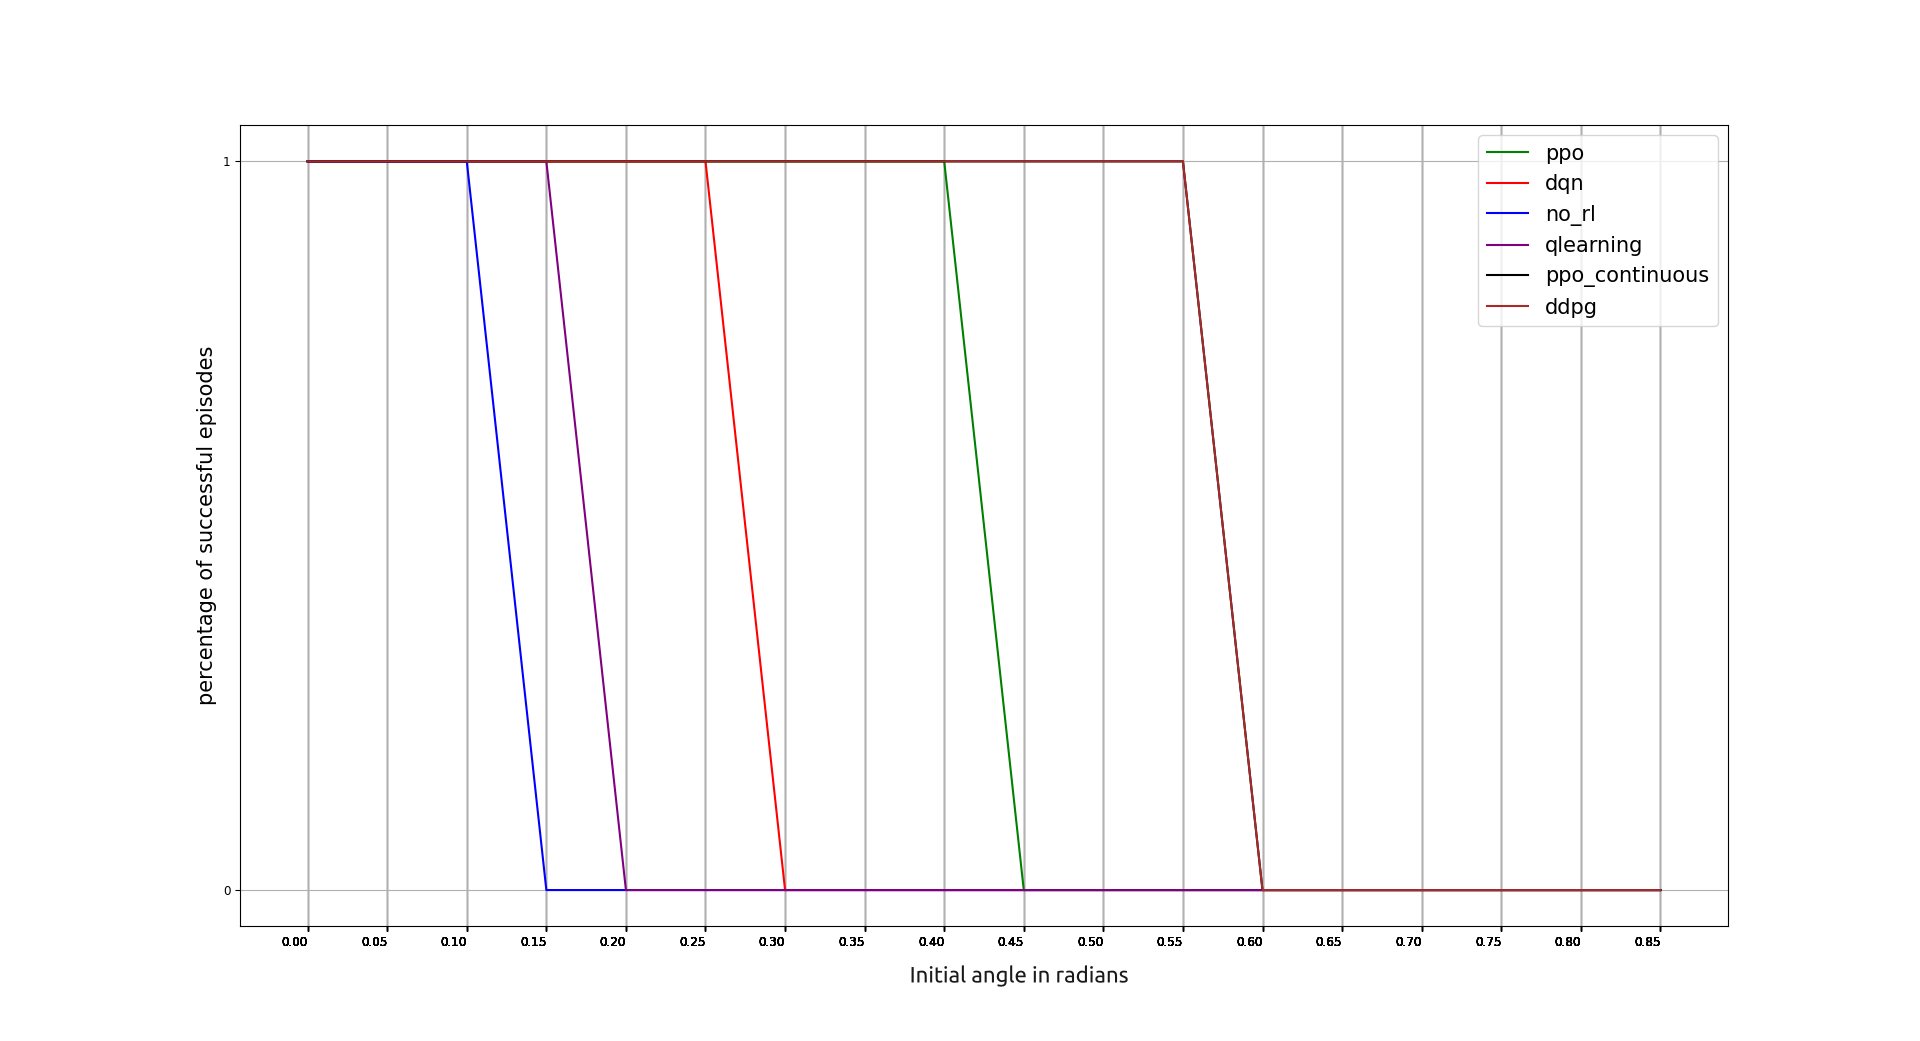 ppo
dqn
no_rl
qlearning
ppo_continuous
ddpg
1
0
percentage of successful episodes
0.00 0.05 0.10 0.15 0.20 0.25 0.30 0.35 0.40 0.45 0.50 0.55 0.60 0.65 0.70 0.75 0.80 0.85
Initial angle in radians